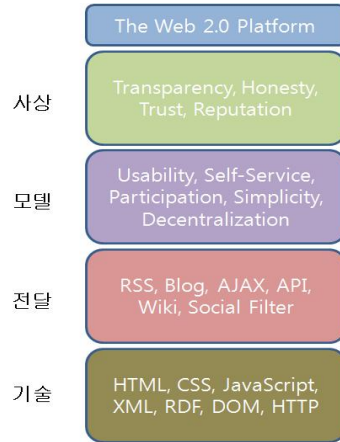 The Web 2.0 Platform
사상
Transparency, Honesty,
Trust, Reputation
모델
Usability, Self-Service,
Participation, Simplicity,
Decentralization
전달
RSS, Blog, AJAX, API,
Wiki, Social Filter
기술
HTML, CSS, JavaScript,
XML, RDF, DOM, HTTP